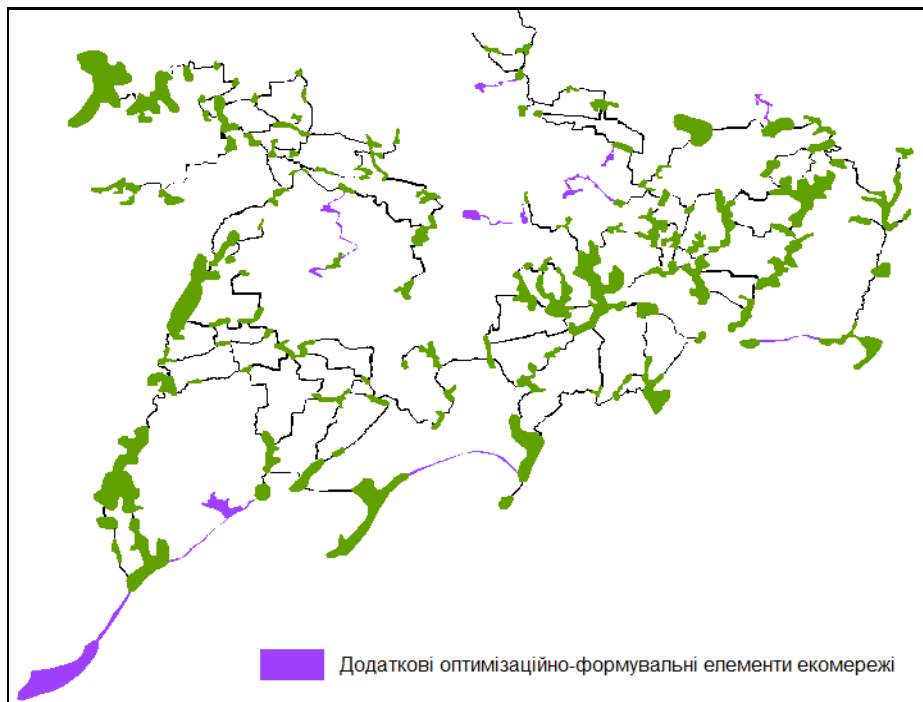 Додаткові оптимізаційно-формувальні елементи екомережі